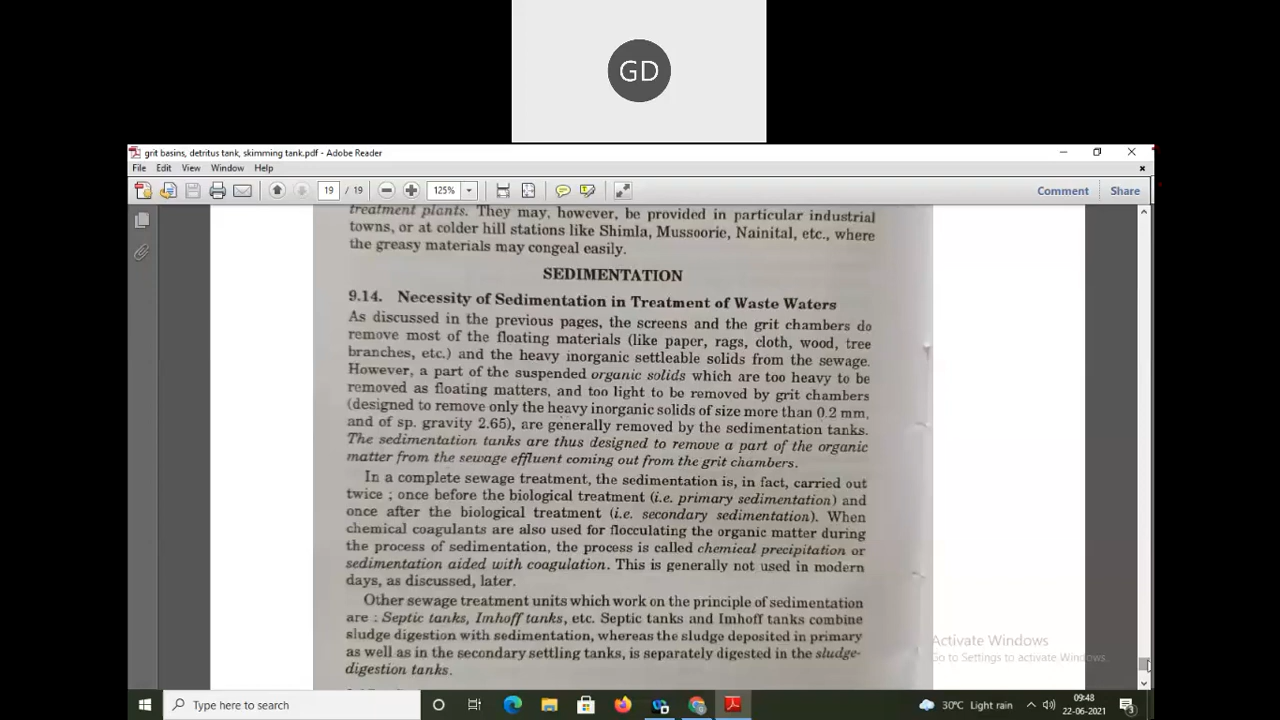 GD
grit basins, detritus tank, skimming tank.pdf - Adobe Reader
File Edit View Window Help
19 / 19 125% Comment Share
treatment plants. They may, however, be provided in particular industrial
towns, or at colder hill stations like Shimla, Mussoorie, Nainital, etc., where
the greasy materials may congeal easily.
SEDIMENTATION
9.14. Necessity of Sedimentation in Treatment of Waste Waters
As discussed in the previous pages, the screens and the grit chambers do
remove most of the floating materials (like paper, rags, cloth, wood, tree
branches, etc.) and the heavy inorganic settleable solids from the sewage.
However, a part of the suspended organic solids which are too heavy to be
removed as floating matters, and too light to be removed by grit chambers
(designed to remove only the heavy inorganic solids of size more than 0.2 mm,
and of sp. gravity 2.65), are generally removed by the sedimentation tanks.
The sedimentation tanks are thus designed to remove a part of the organic
matter from the sewage effluent coming out from the grit chambers.
In a complete sewage treatment, the sedimentation is, in fact, carried out
twice ; once before the biological treatment (i.e. primary sedimentation) and
once after the biological treatment (i.e. secondary sedimentation). When
chemical coagulants are also used for flocculating the organic matter during
the process of sedimentation, the process is called chemical precipitation or
sedimentation aided with coagulation. This is generally not used in modern
days, as discussed, later.
Other sewage treatment units which work on the principle of sedimentation
are : Septic tanks, Imhoff tanks, etc. Septic tanks and Imhoff tanks combine
sludge digestion with sedimentation, whereas the sludge deposited in primary
as well as in the secondary settling tanks, is separately digested in the sludge-
digestion tanks.
Activate Windows
Go to Settings to activate Windows.
Type here to search
30°C Light rain
09:48
22-06-2021
3